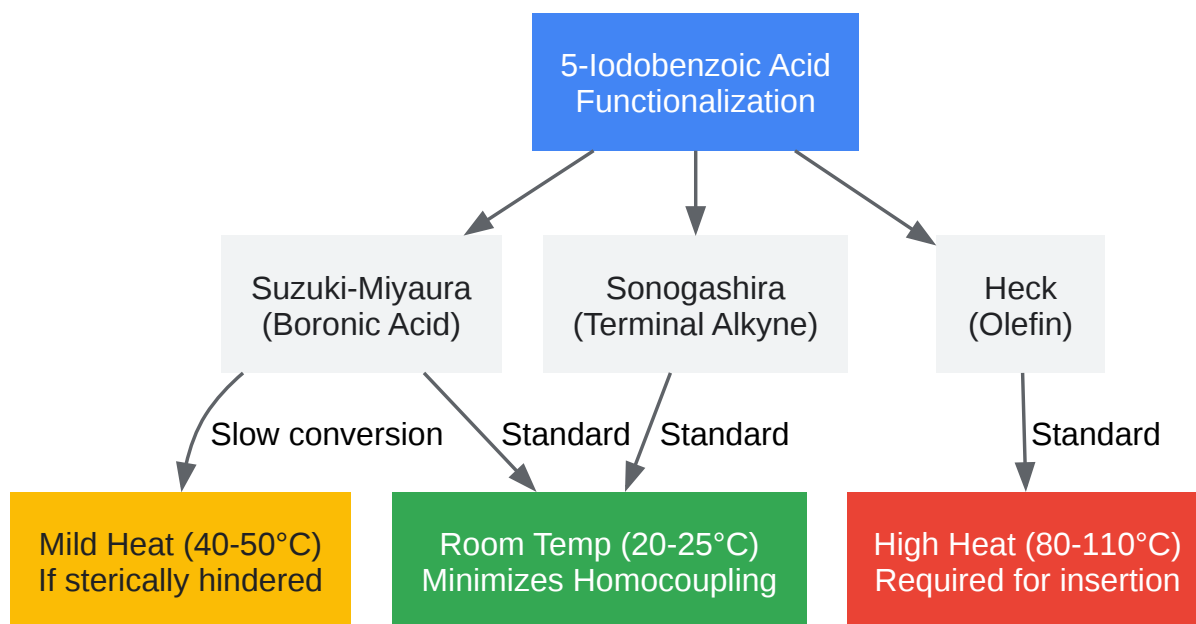 5-Iodobenzoic Acid
Functionalization
Suzuki-Miyaura
(Boronic Acid)
Sonogashira
(Terminal Alkyne)
Heck
(Olefin)
Slow conversion
Standard
Standard
Standard
Mild Heat (40-50°C)
If sterically hindered
Room Temp (20-25°C)
Minimizes Homocoupling
High Heat (80-110°C)
Required for insertion